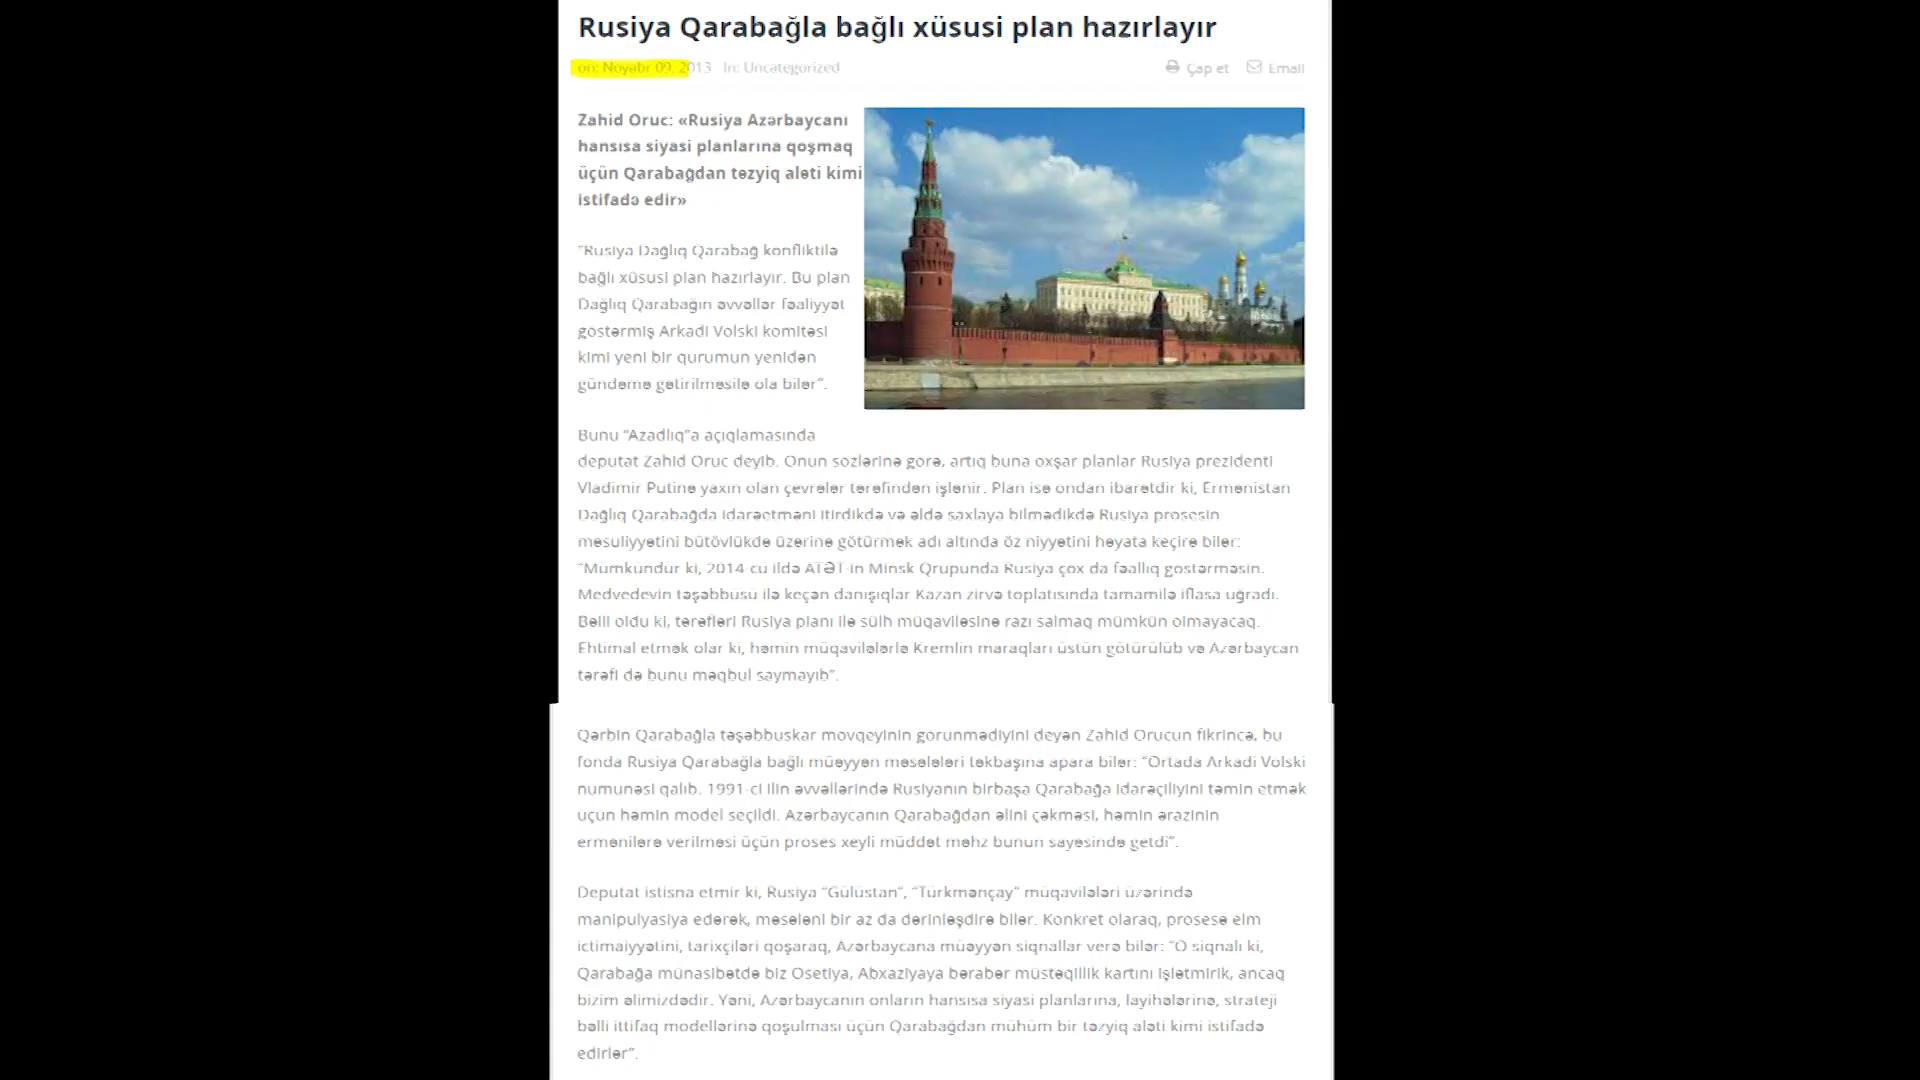 Rusiya Qarabağla bağlı xüsusi plan hazırlayır
on: Noyabr 09, 2013 In: Uncategorized Çap et Email
Zahid Oruc: «Rusiya Azərbaycanı
hansısa siyasi planlarına qoşmaq
üçün Qarabağdan təzyiq aləti kimi
istifadə edir»
“Rusiya Dağlıq Qarabağ konfliktilə
bağlı xüsusi plan hazırlayır. Bu plan
Dağlıq Qarabağın əvvəllər fəaliyyət
göstərmiş Arkadi Volski komitəsi
kimi yeni bir qurumun yenidən
gündəmə gətirilməsilə ola bilər”.
Bunu “Azadlıq”a açıqlamasında
deputat Zahid Oruc deyib. Onun sözlərinə görə, artıq buna oxşar planlar Rusiya prezidenti
Vladimir Putinə yaxın olan çevrələr tərəfindən işlənir. Plan isə ondan ibarətdir ki, Ermənistan
Dağlıq Qarabağda idarəetməni itirdikdə və əldə saxlaya bilmədikdə Rusiya prosesin
məsuliyyətini bütövlükdə üzərinə götürmək adı altında öz niyyətini həyata keçirə bilər:
“Mümkündür ki, 2014-cü ildə ATƏT-in Minsk Qrupunda Rusiya çox da fəallıq göstərməsin.
Medvedevin təşəbbüsü ilə keçən danışıqlar Kazan zirvə toplatısında tamamilə iflasa uğradı.
Bəlli oldu ki, tərəfləri Rusiya planı ilə sülh müqaviləsinə razı salmaq mümkün olmayacaq.
Ehtimal etmək olar ki, həmin müqavilələrlə Kremlin maraqları üstün götürülüb və Azərbaycan
tərəfi də bunu məqbul saymayıb”.
Qərbin Qarabağla təşəbbüskar mövqeyinin görünmədiyini deyən Zahid Orucun fikrincə, bu
fonda Rusiya Qarabağla bağlı müəyyən məsələləri təkbaşına apara bilər: “Ortada Arkadi Volski
nümunəsi qalıb. 1991-ci ilin əvvəllərində Rusiyanın birbaşa Qarabağa idarəçiliyini təmin etmək
üçün həmin model seçildi. Azərbaycanın Qarabağdan əlini çəkməsi, həmin ərazinin
ermənilərə verilməsi üçün proses xeyli müddət məhz bunun sayəsində getdi”.
Deputat istisna etmir ki, Rusiya “Gülüstan”, “Türkmənçay” müqavilələri üzərində
manipulyasiya edərək, məsələni bir az da dərinləşdirə bilər. Konkret olaraq, prosesə elm
ictimaiyyətini, tarixçiləri qoşaraq, Azərbaycana müəyyən siqnallar verə bilər: “O siqnalı ki,
Qarabağa münasibətdə biz Osetiya, Abxaziyaya bərabər müstəqillik kartını işlətmirik, ancaq
bizim əlimizdədir. Yəni, Azərbaycanın onların hansısa siyasi planlarına, layihələrinə, strateji
bəlli ittifaq modellərinə qoşulması üçün Qarabağdan mühüm bir təzyiq aləti kimi istifadə
edirlər”.